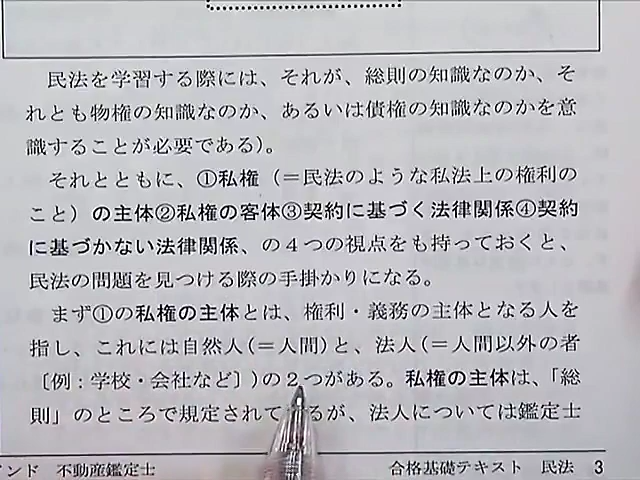 民法を学習する際には、それが、総則の知識なのか、そ
れとも物権の知識なのか、あるいは債権の知識なのかを意
識することが必要である)。
それとともに、①私権(=民法のような私法上の権利の
こと)の主体②私権の客体③契約に基づく法律関係④契約
に基づかない法律関係、の4つの視点をも持っておくと、
民法の問題を見つける際の手掛かりになる。
まず①の私権の主体とは、権利・義務の主体となる人を
指し、これには自然人(=人間)と、法人(=人間以外の者
〔例:学校・会社など〕)の2つがある。私権の主体は、「総
則」のところで規定されて るが、法人については鑑定士
ンド 不動産鑑定士 合格基礎テキスト 民法 3